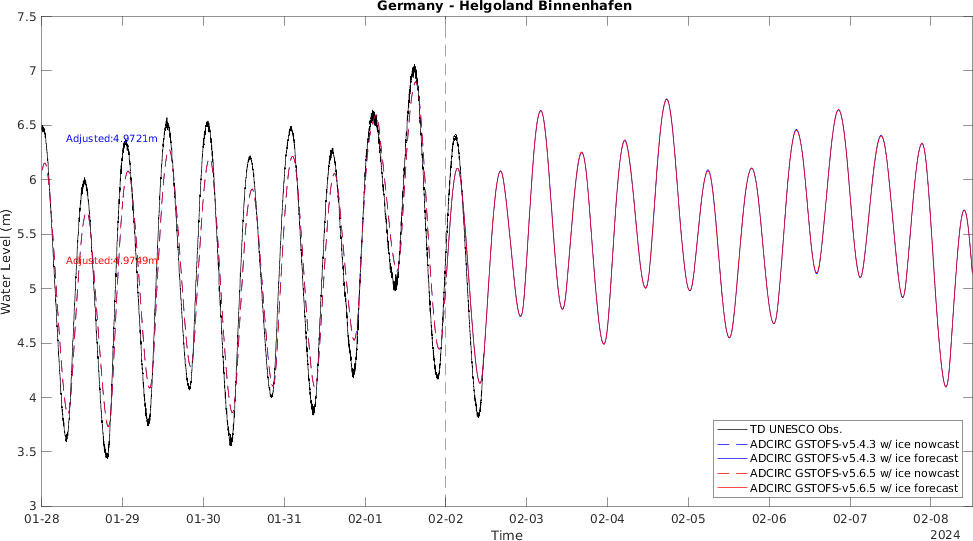 Germany - Helgoland Binnenhafen
7.5
7
6.5
6
5.5
5
4.5
4
3.5
3
Water Level (m)
Adjusted:4.9721m
Adjusted:4.9749m
TD UNESCO Obs.
ADCIRC GSTOFS-v5.4.3 w/ ice nowcast
ADCIRC GSTOFS-v5.4.3 w/ ice forecast
ADCIRC GSTOFS-v5.6.5 w/ ice nowcast
ADCIRC GSTOFS-v5.6.5 w/ ice forecast
01-28 01-29 01-30 01-31 02-01 02-02 02-03 02-04 02-05 02-06 02-07 02-08
Time
2024